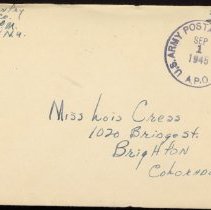 U.S. ARMY POSTAL
SEP
1
1945
A.P.O.
Miss Lois Cress
1020 Bridge St.
Brighton
Colorado